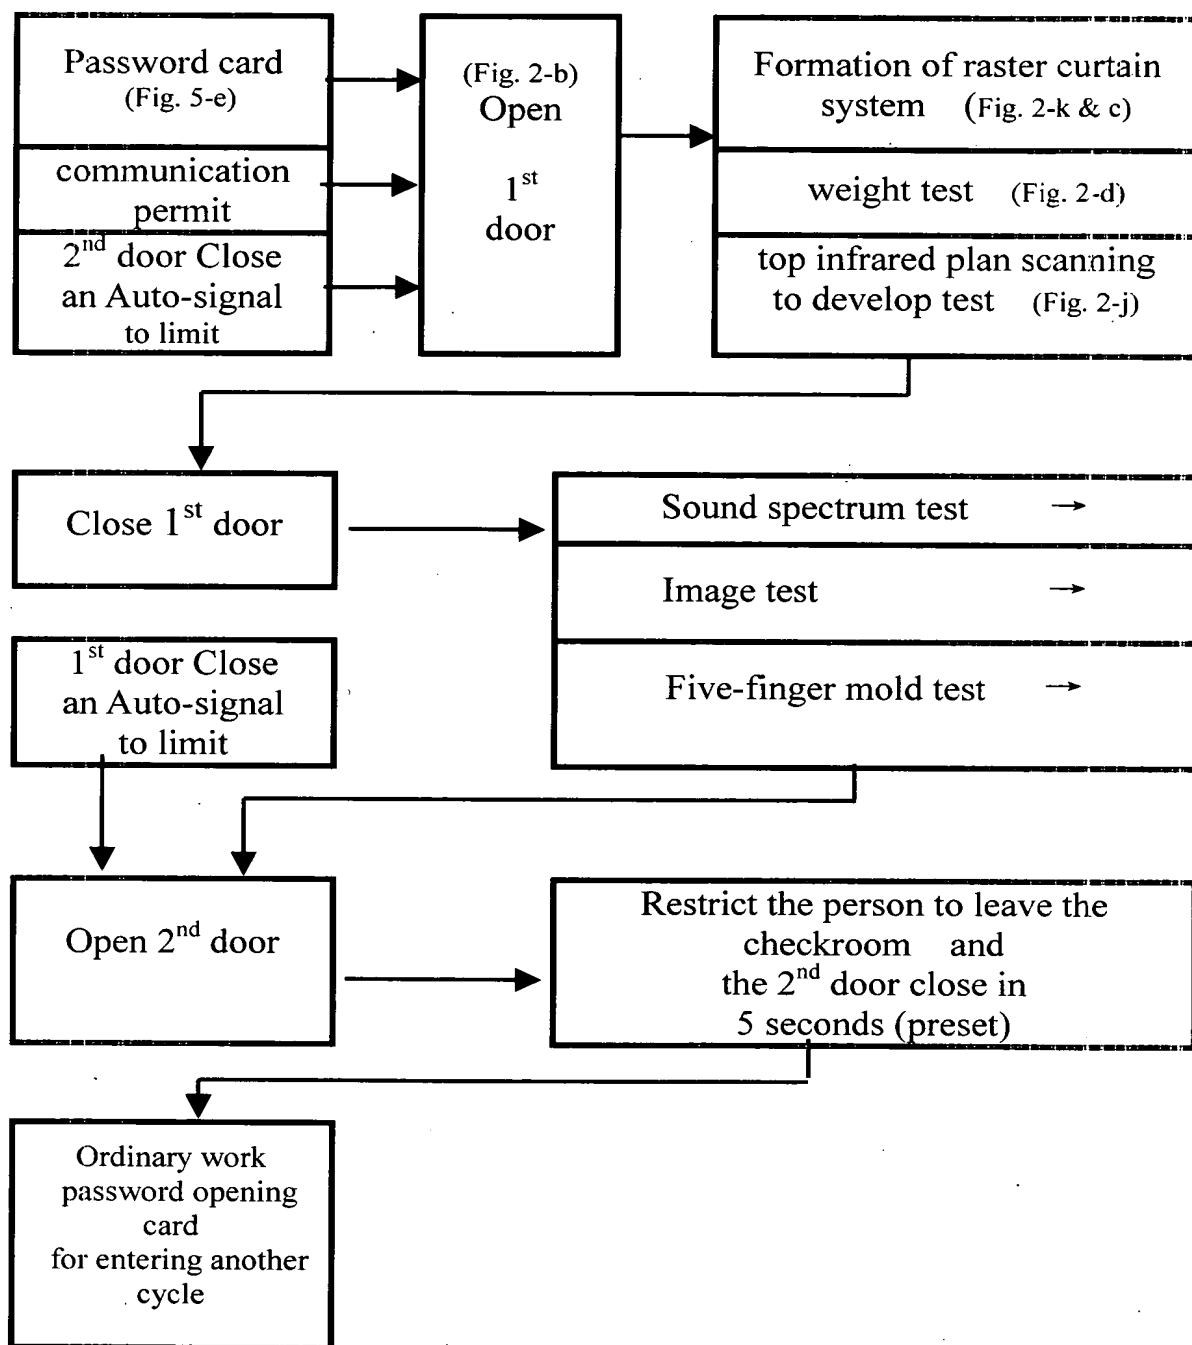 Password card
(Fig. 5-e)
communication
permit
2nd door Close
an Auto-signal
to limit
(Fig. 2-b)
Open
1st
door
Formation of raster curtain
system (Fig. 2-k & c)
weight test (Fig. 2-d)
top infrared plan scanning
to develop test (Fig. 2-j)
Close 1st door
Sound spectrum test →
Image test →
Five-finger mold test →
1st door Close
an Auto-signal
to limit
Open 2nd door
Restrict the person to leave the
checkroom and
the 2nd door close in
5 seconds (preset)
Ordinary work
password opening
card
for entering another
cycle